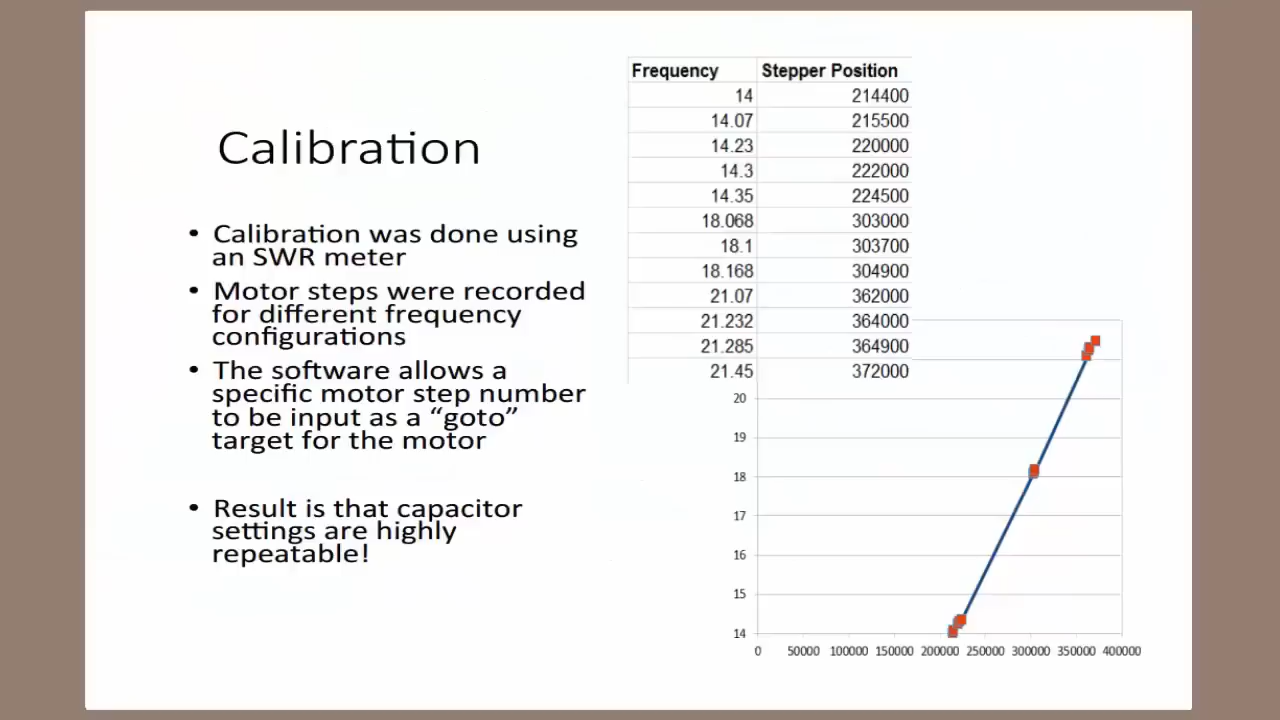 Calibration
• Calibration was done using
an SWR meter
• Motor steps were recorded
for different frequency
configurations
• The software allows a
specific motor step number
to be input as a “goto”
target for the motor
• Result is that capacitor
settings are highly
repeatable!
Frequency Stepper Position
14 214400
14.07 215500
14.23 220000
14.3 222000
14.35 224500
18.068 303000
18.1 303700
18.168 304900
21.07 362000
21.232 364000
21.285 364900
21.45 372000
20
19
18
17
16
15
14
0 50000 100000 150000 200000 250000 300000 350000 400000